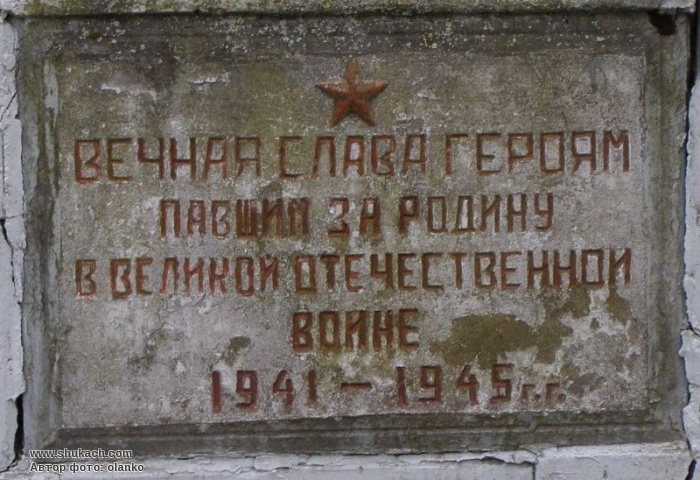 ВЕЧНАЯ СЛАВА ГЕРОЯМ
ПАВШИМ ЗА РОДИНУ
В ВЕЛИКОЙ ОТЕЧЕСТВЕННОЙ
ВОЙНЕ
1941 – 1945 г.г.
www.shukach.com
Автор фото: olanko